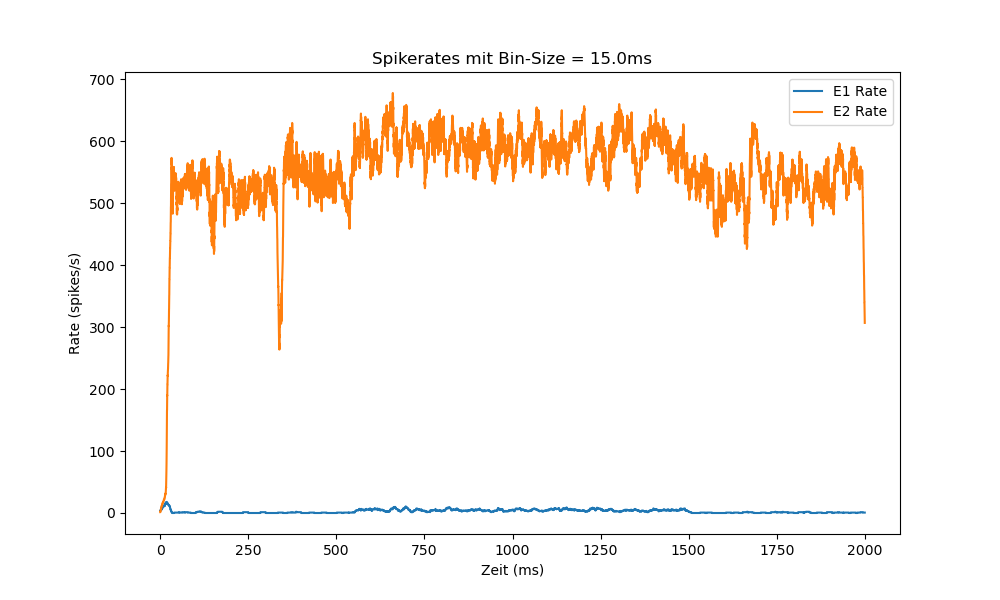 Spikerates mit Bin-Size = 15.0ms
E1 Rate
E2 Rate
700
600
500
400
300
200
100
0
Rate (spikes/s)
0 250 500 750 1000 1250 1500 1750 2000
Zeit (ms)